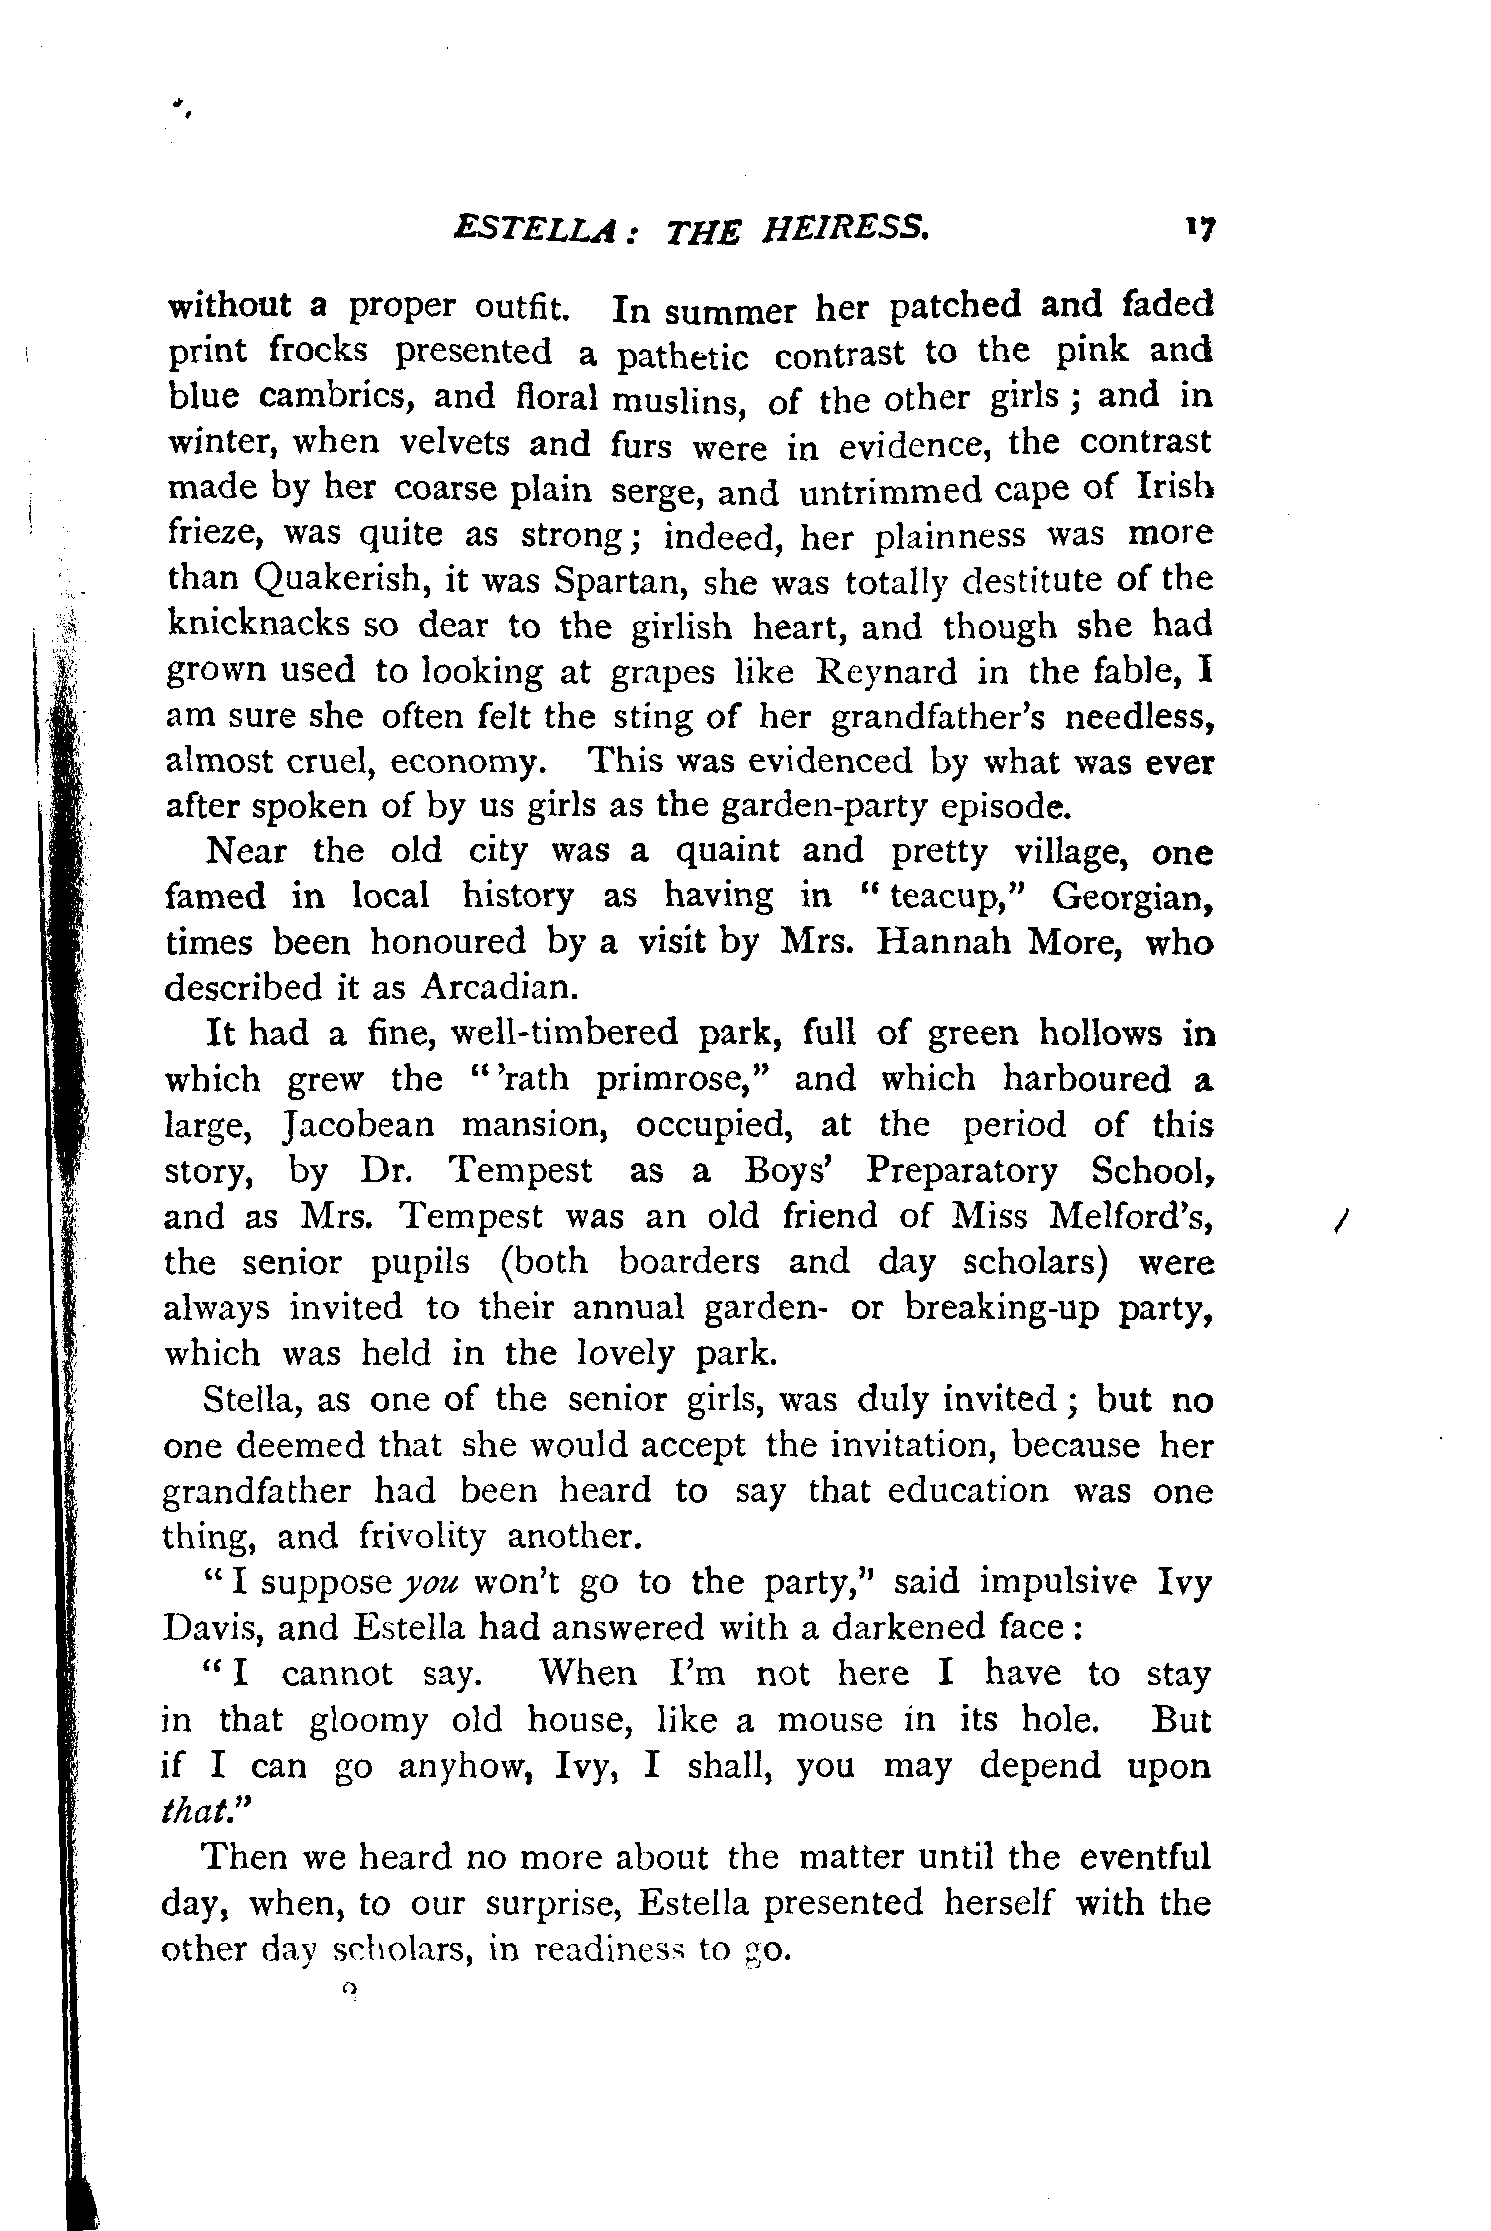 ESTELLA: THE HEIRESS. 17
without a proper outfit. In summer her patched and faded
print frocks presented a pathetic contrast to the pink and
blue cambrics, and floral muslins, of the other girls; and in
winter, when velvets and furs were in evidence, the contrast
made by her coarse plain serge, and untrimmed cape of Irish
frieze, was quite as strong; indeed, her plainness was more
than Quakerish, it was Spartan, she was totally destitute of the
knicknacks so dear to the girlish heart, and though she had
grown used to looking at grapes like Reynard in the fable, I
am sure she often felt the sting of her grandfather's needless,
almost cruel, economy. This was evidenced by what was ever
after spoken of by us girls as the garden-party episode.
Near the old city was a quaint and pretty village, one
famed in local history as having in "teacup," Georgian,
times been honoured by a visit by Mrs. Hannah More, who
described it as Arcadian.
It had a fine, well-timbered park, full of green hollows in
which grew the "'rath primrose," and which harboured a
large, Jacobean mansion, occupied, at the period of this
story, by Dr. Tempest as a Boys' Preparatory School,
and as Mrs. Tempest was an old friend of Miss Melford's,
the senior pupils (both boarders and day scholars) were
always invited to their annual garden- or breaking-up party,
which was held in the lovely park.
Stella, as one of the senior girls, was duly invited; but no
one deemed that she would accept the invitation, because her
grandfather had been heard to say that education was one
thing, and frivolity another.
"I suppose you won't go to the party," said impulsive Ivy
Davis, and Estella had answered with a darkened face:
"I cannot say. When I'm not here I have to stay
in that gloomy old house, like a mouse in its hole. But
if I can go anyhow, Ivy, I shall, you may depend upon
that."
Then we heard no more about the matter until the eventful
day, when, to our surprise, Estella presented herself with the
other day scholars, in readiness to go.